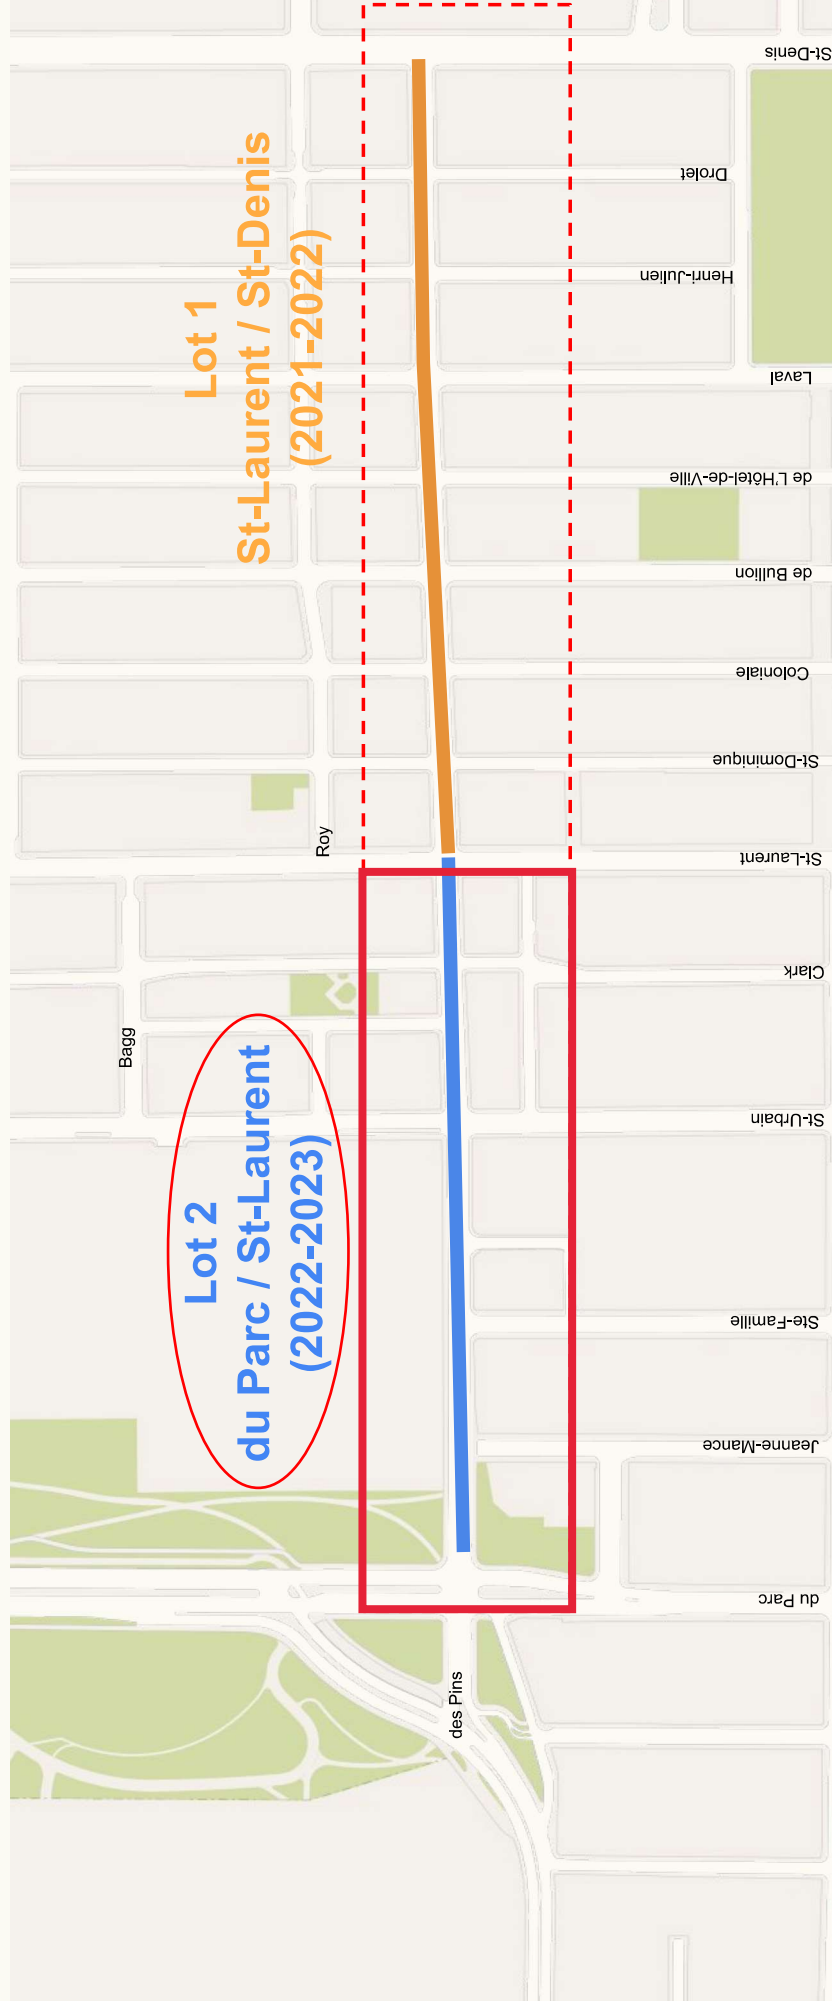 St-Denis
Drolet
Henri-Julien
Laval
de L'Hôtel-de-Ville
de Bullion
Coloniale
St-Dominique
St-Laurent
Clark
St-Urbain
Ste-Famille
Jeanne-Mance
du Parc
Lot 1
St-Laurent / St-Denis
(2021-2022)
Roy
Bagg
Lot 2
du Parc / St-Laurent
(2022-2023)
des Pins